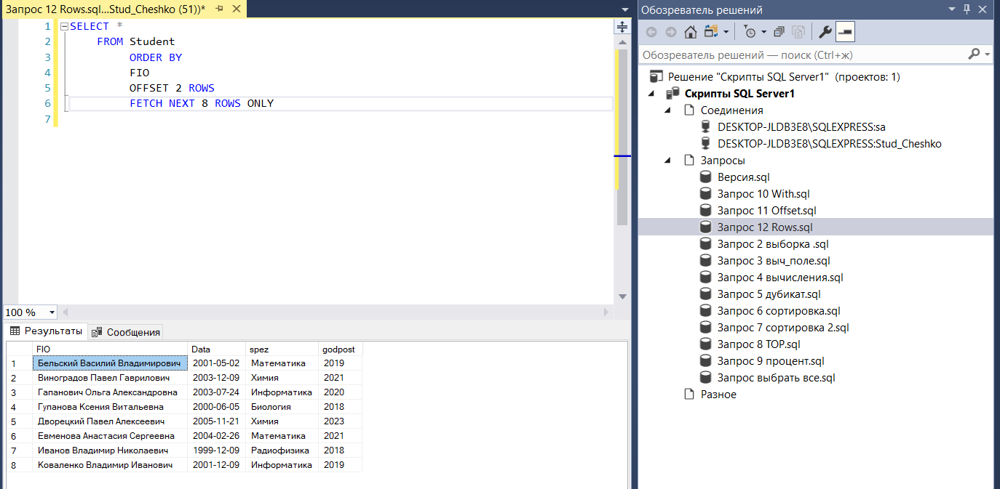 Запрос 12 Rows.sql...Stud_Cheshko (51))*
1 SELECT *
2 FROM Student
3 ORDER BY
4 FIO
5 OFFSET 2 ROWS
6 FETCH NEXT 8 ROWS ONLY
7
100 %
Результаты Сообщения
FIO Data spez godpost
1 Бельский Василий Владимирович 2001-05-02 Математика 2019
2 Виноградов Павел Гаврилович 2003-12-09 Химия 2021
3 Гапанович Ольга Александровна 2003-07-24 Информатика 2020
4 Гупанова Ксения Витальевна 2000-06-05 Биология 2018
5 Дворецкий Павел Алексеевич 2005-11-21 Химия 2023
6 Евменова Анастасия Сергеевна 2004-02-26 Математика 2021
7 Иванов Владимир Николаевич 1999-12-09 Радиофизика 2018
8 Коваленко Владимир Иванович 2001-12-09 Информатика 2019
Обозреватель решений
Обозреватель решений — поиск (Ctrl+ж)
Решение "Скрипты SQL Server1" (проектов: 1)
Скрипты SQL Server1
Соединения
DESKTOP-JLDB3E8\SQLEXPRESS:sa
DESKTOP-JLDB3E8\SQLEXPRESS:Stud_Cheshko
Запросы
Версия.sql
Запрос 10 With.sql
Запрос 11 Offset.sql
Запрос 12 Rows.sql
Запрос 2 выборка .sql
Запрос 3 выч_поле.sql
Запрос 4 вычисления.sql
Запрос 5 дубикат.sql
Запрос 6 сортировка.sql
Запрос 7 сортировка 2.sql
Запрос 8 TOP.sql
Запрос 9 процент.sql
Запрос выбрать все.sql
Разное